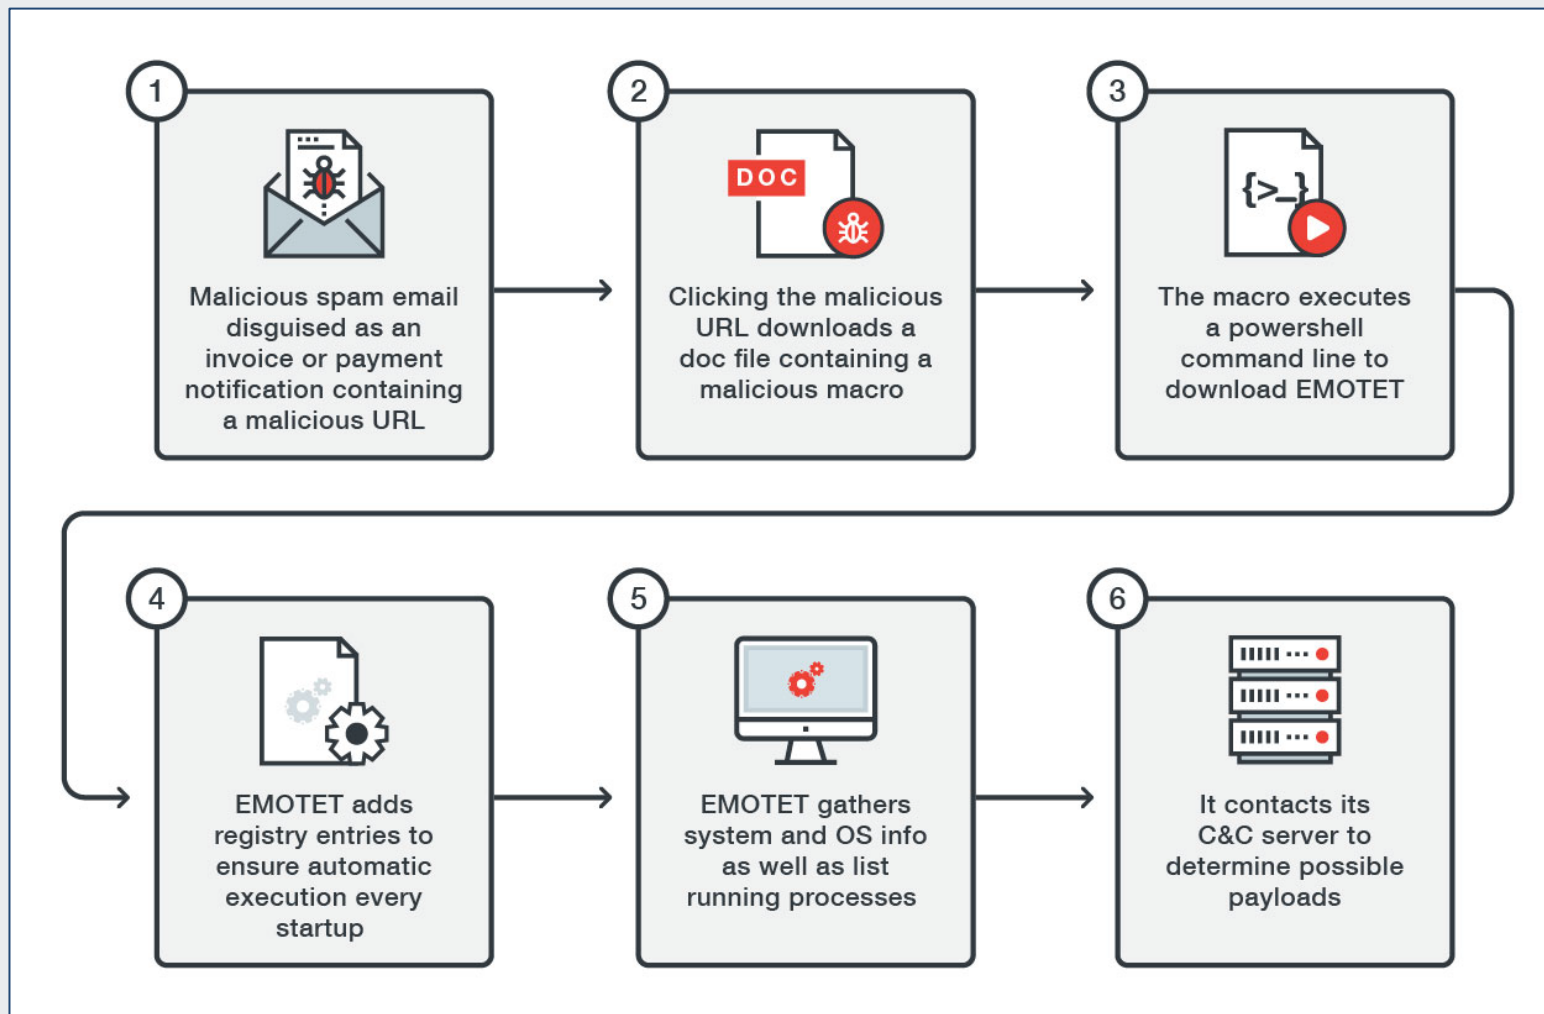 1
Malicious spam email
disguised as an
invoice or payment
notification containing
a malicious URL
2
DOC
Clicking the malicious
URL downloads a
doc file containing a
malicious macro
3
{>_}
The macro executes
a powershell
command line to
download EMOTET
4
EMOTET adds
registry entries to
ensure automatic
execution every
startup
5
EMOTET gathers
system and OS info
as well as list
running processes
6
It contacts its
C&C server to
determine possible
payloads